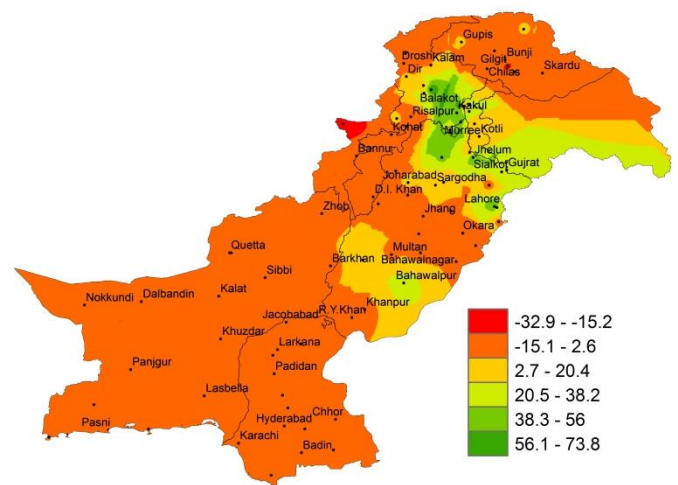 Gupis
Bunji
Gilgit
Skardu
Chilas
Drosh
Kalam
Dir
Balakot
Kakul
Risalpur
Murree
Kotli
Kohat
Bannu
Jhelum
Sialkot
Gujrat
Joharabad
Sargodha
D.I. Khan
Lahore
Zhob
Jhang
Okara
Quetta
Multan
Barkhan
Bahawalnagar
Sibbi
Bahawalpur
Dalbandin
Kalat
Nokkundi
R.Y.Khan
Khanpur
Jacobabad
Khuzdar
Larkana
Panjgur
Padidan
Lasbella
Pasni
Hyderabad
Chhor
Karachi
Badin
-32.9 - -15.2
-15.1 - 2.6
2.7 - 20.4
20.5 - 38.2
38.3 - 56
56.1 - 73.8